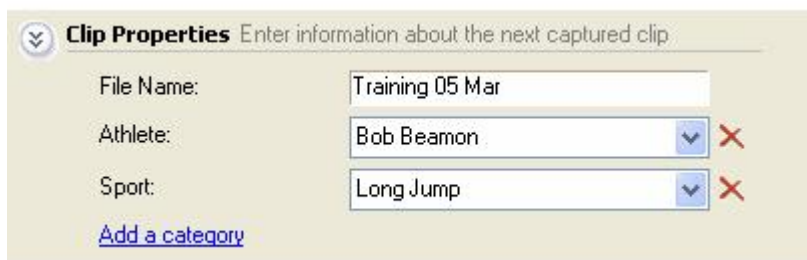 Clip Properties Enter information about the next captured clip
File Name: Training 05 Mar
Athlete: Bob Beamon
Sport: Long Jump
Add a category